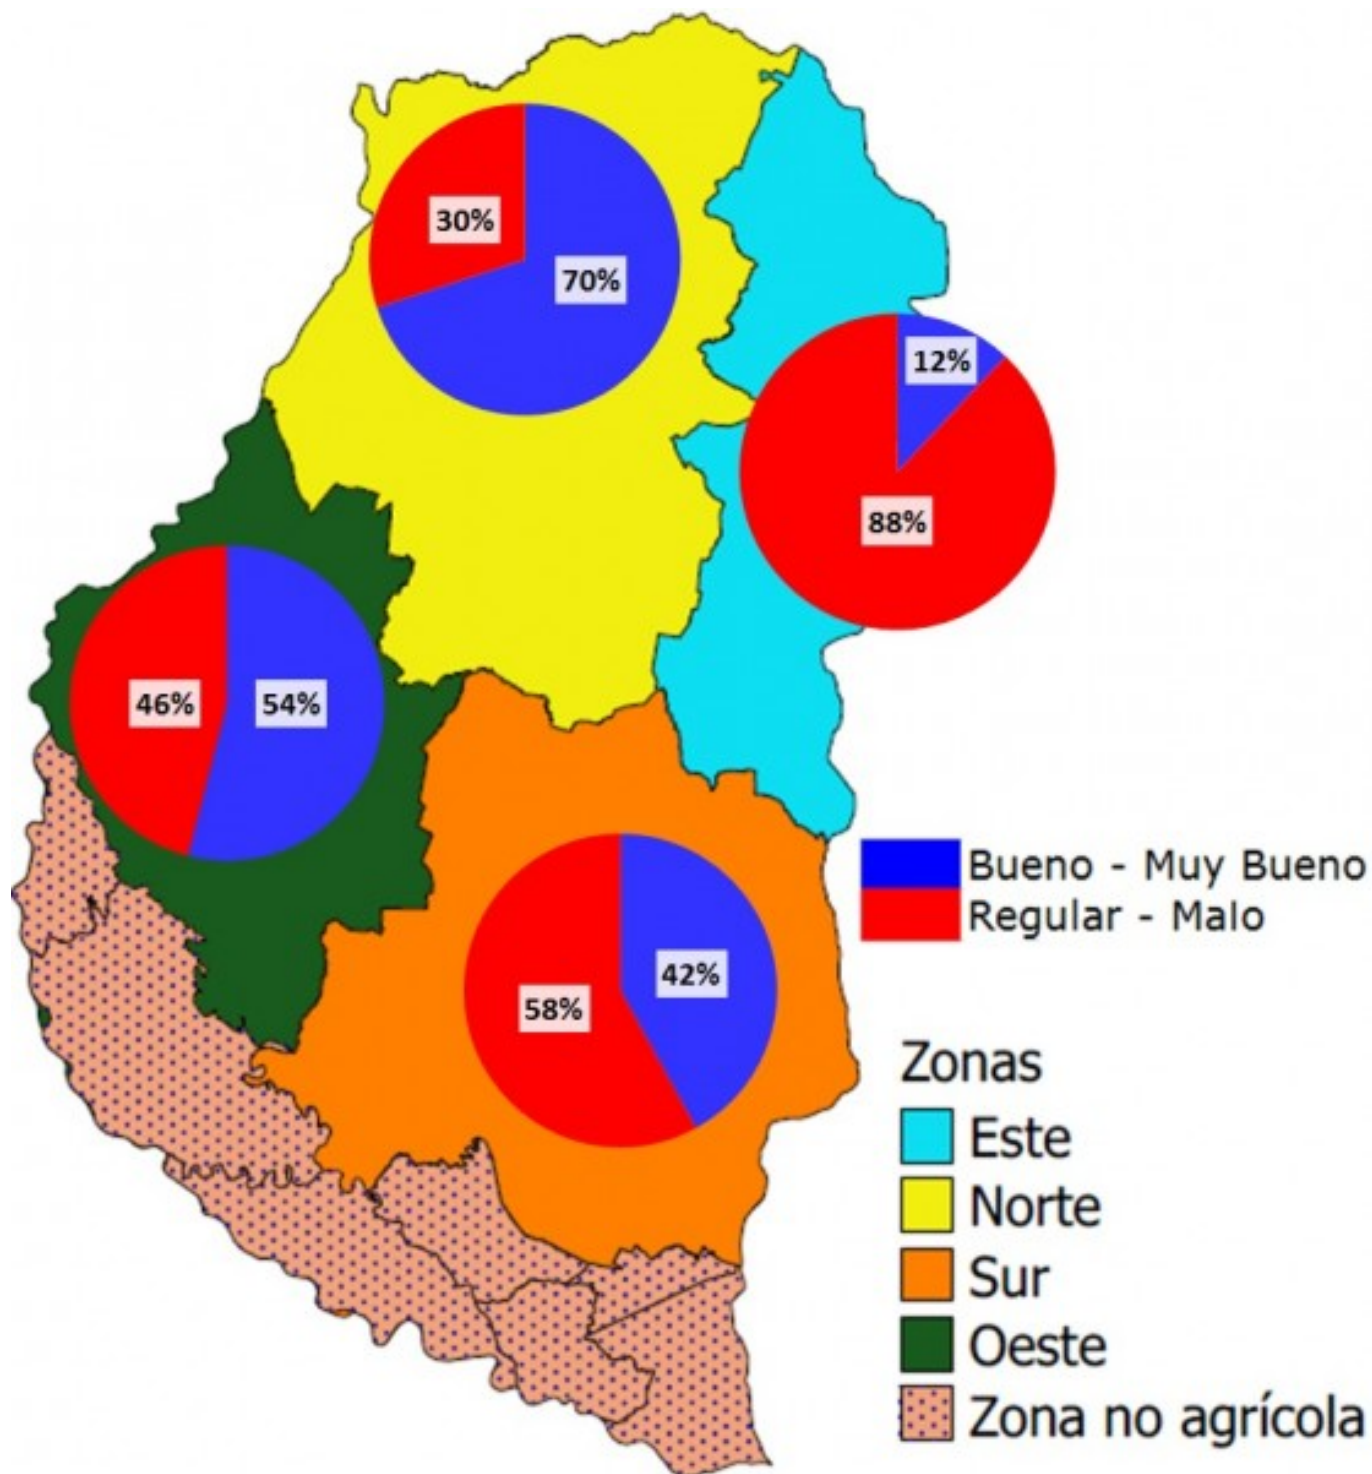 30%
70%
12%
88%
46%
54%
42%
58%
Bueno - Muy Bueno
Regular - Malo
Zonas
Este
Norte
Sur
Oeste
Zona no agrícola